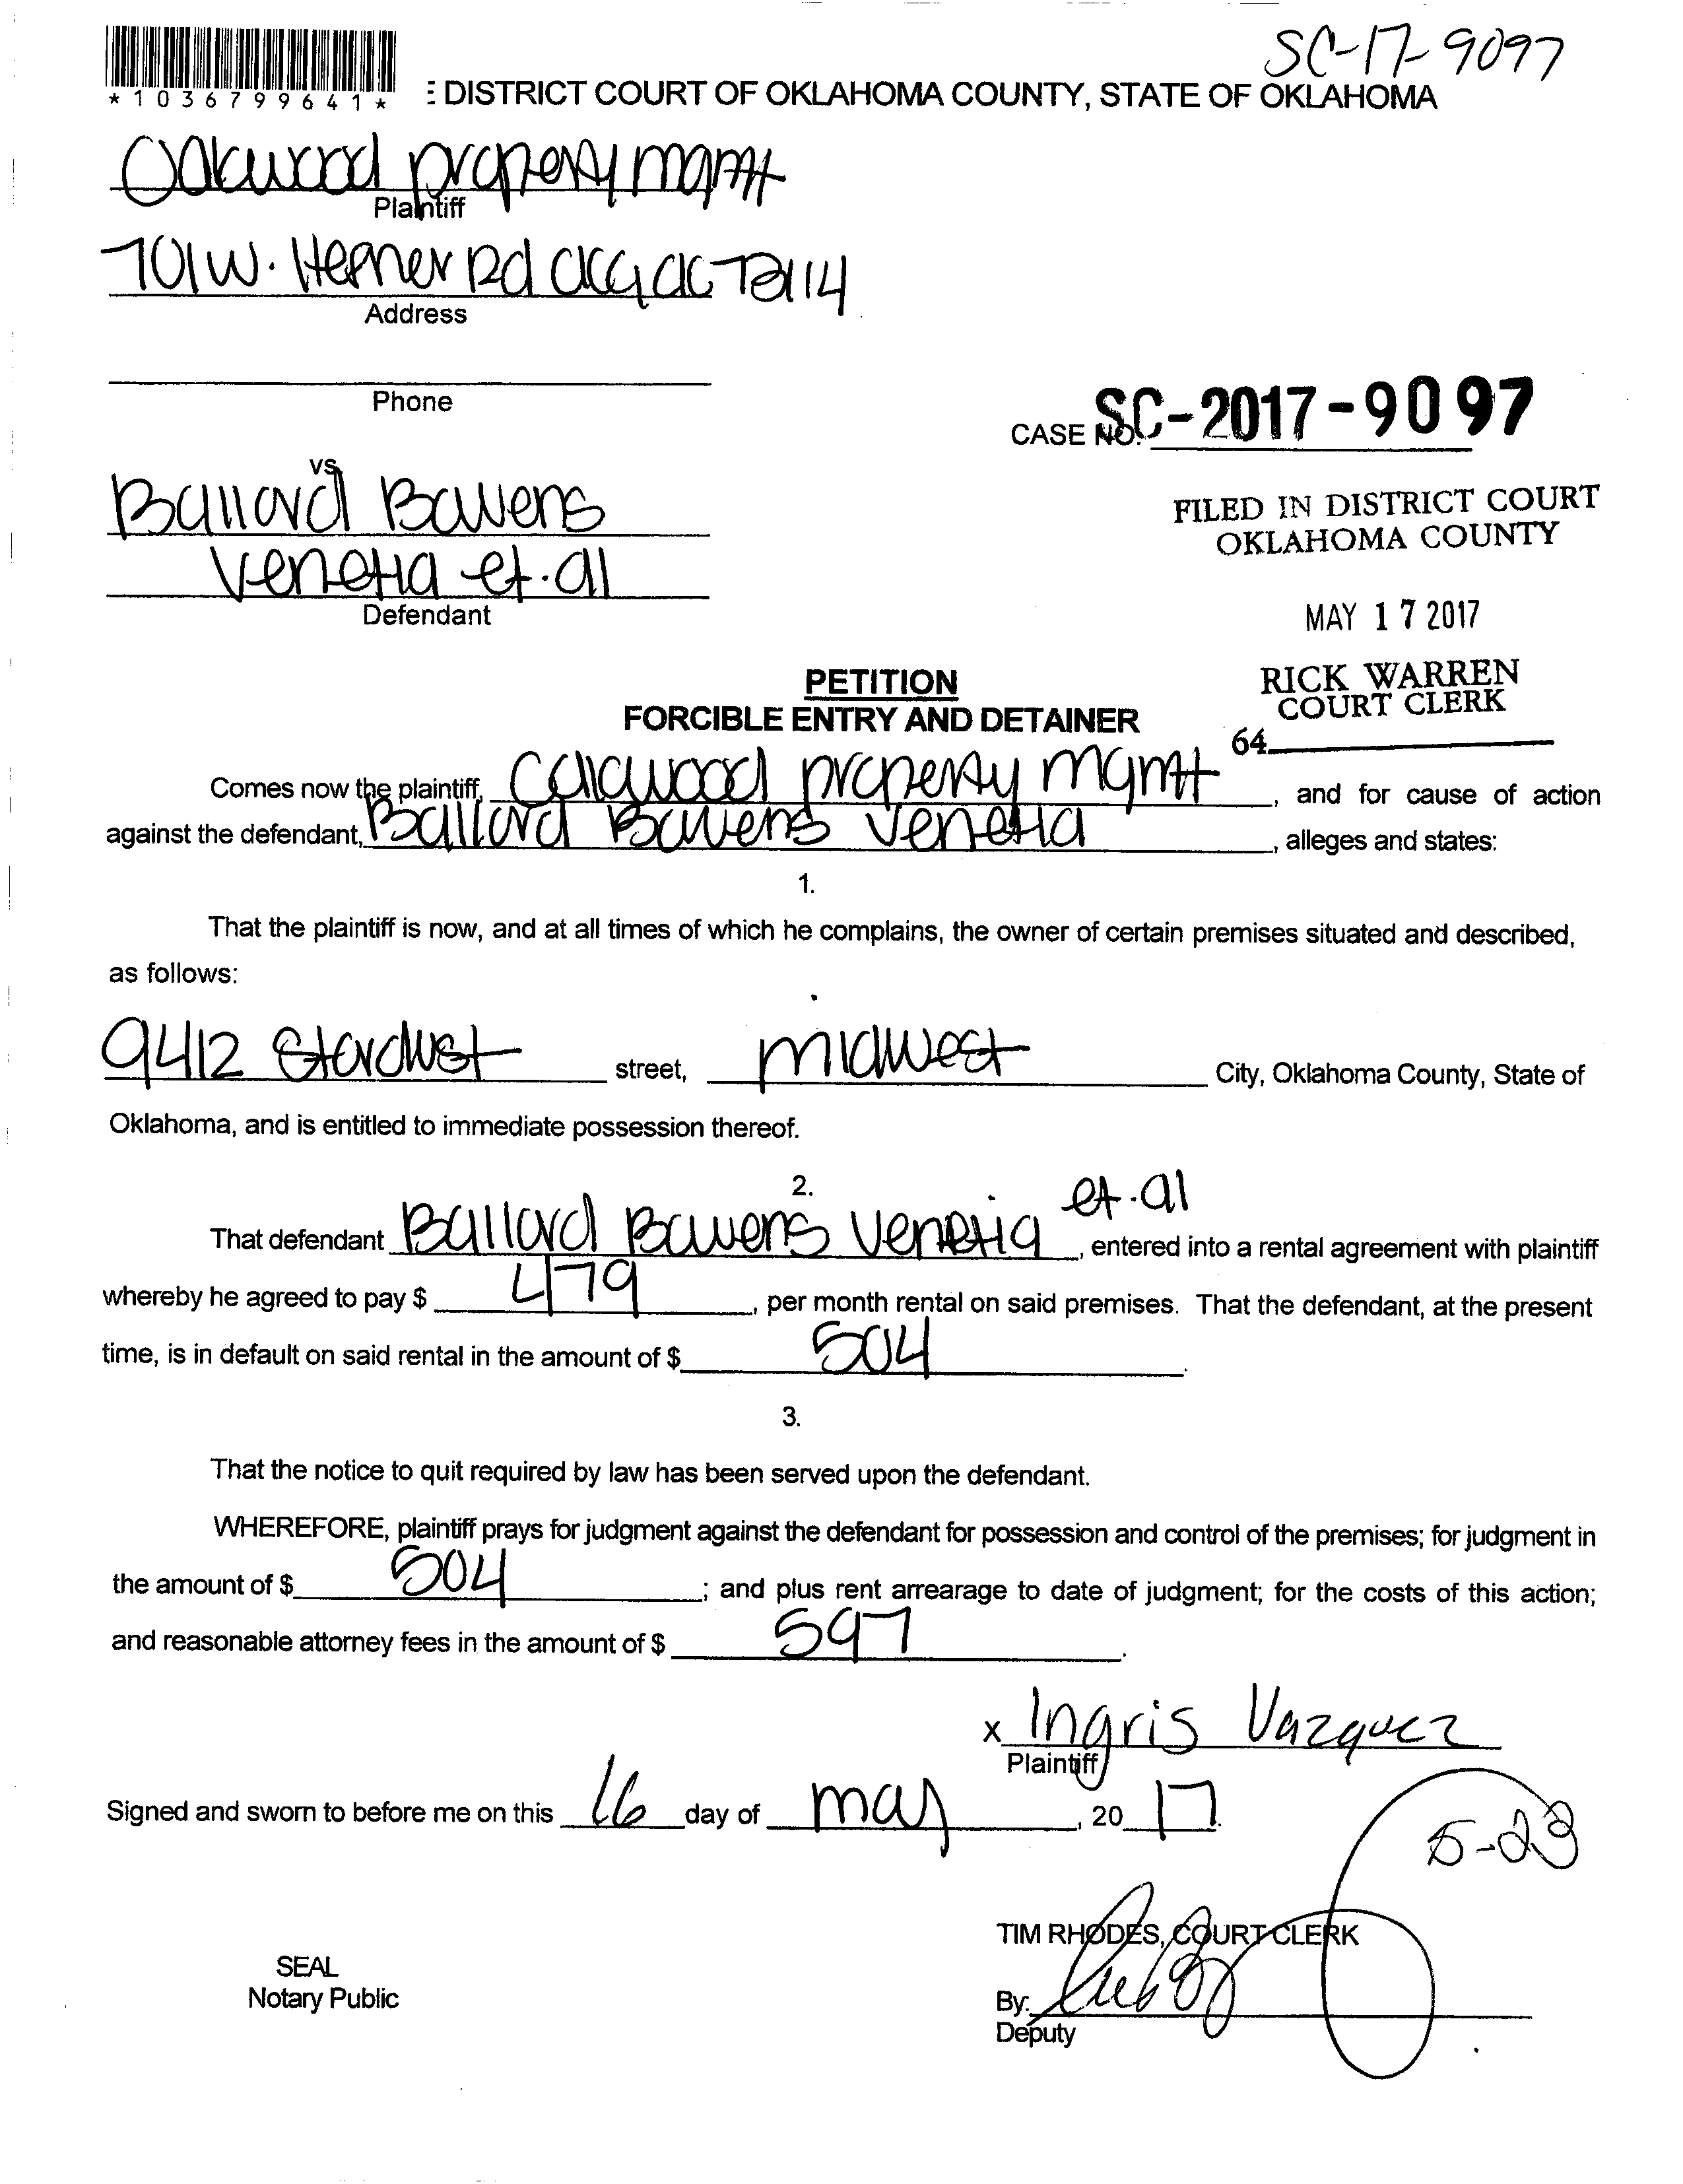 SC-17-9097
*1036799641*
E DISTRICT COURT OF OKLAHOMA COUNTY, STATE OF OKLAHOMA
Oakwood property mgmt
Plaintiff
701 W. Hefner Rd okc ok 73114
Address
Phone
CASE NO. SC-2017-9097
vs
Ballard Bowens
FILED IN DISTRICT COURT
OKLAHOMA COUNTY
Venetia et.al
Defendant
MAY 17 2017
PETITION
RICK WARREN
COURT CLERK
FORCIBLE ENTRY AND DETAINER
64
Comes now the plaintiff, Oakwood property mgmt, and for cause of action
against the defendant, Ballard Bowens Venetia, alleges and states:
1.
That the plaintiff is now, and at all times of which he complains, the owner of certain premises situated and described,
as follows:
9412 Stardust street, midwest City, Oklahoma County, State of
Oklahoma, and is entitled to immediate possession thereof.
2.
That defendant Ballard Bowens Venetia et.al, entered into a rental agreement with plaintiff
whereby he agreed to pay $ 479, per month rental on said premises. That the defendant, at the present
time, is in default on said rental in the amount of $ 504.
3.
That the notice to quit required by law has been served upon the defendant.
WHEREFORE, plaintiff prays for judgment against the defendant for possession and control of the premises; for judgment in
the amount of $ 504; and plus rent arrearage to date of judgment; for the costs of this action;
and reasonable attorney fees in the amount of $ 597.
x Ingris Vazquez
Plaintiff
Signed and sworn to before me on this 16 day of may, 2017.
5-23
TIM RHODES, COURT CLERK
SEAL
Notary Public
By:
Deputy